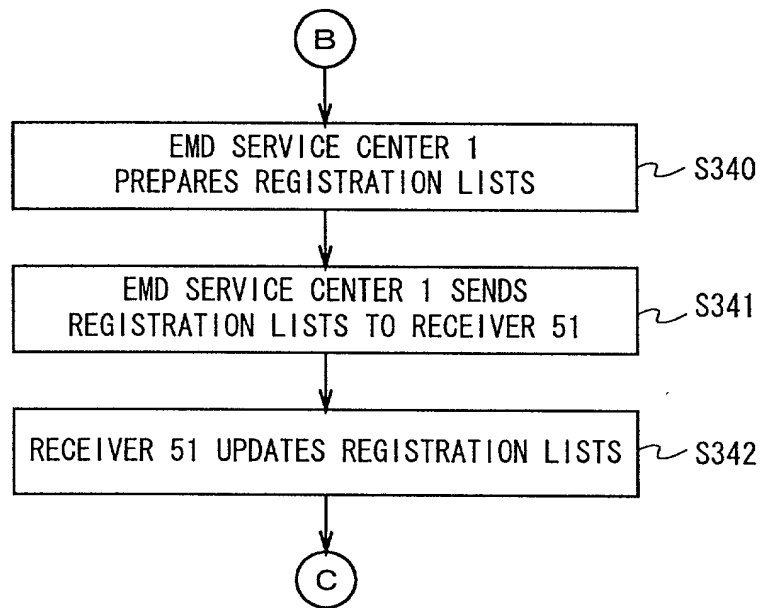 B
EMD SERVICE CENTER 1
PREPARES REGISTRATION LISTS
S340
EMD SERVICE CENTER 1 SENDS
REGISTRATION LISTS TO RECEIVER 51
S341
RECEIVER 51 UPDATES REGISTRATION LISTS
S342
C